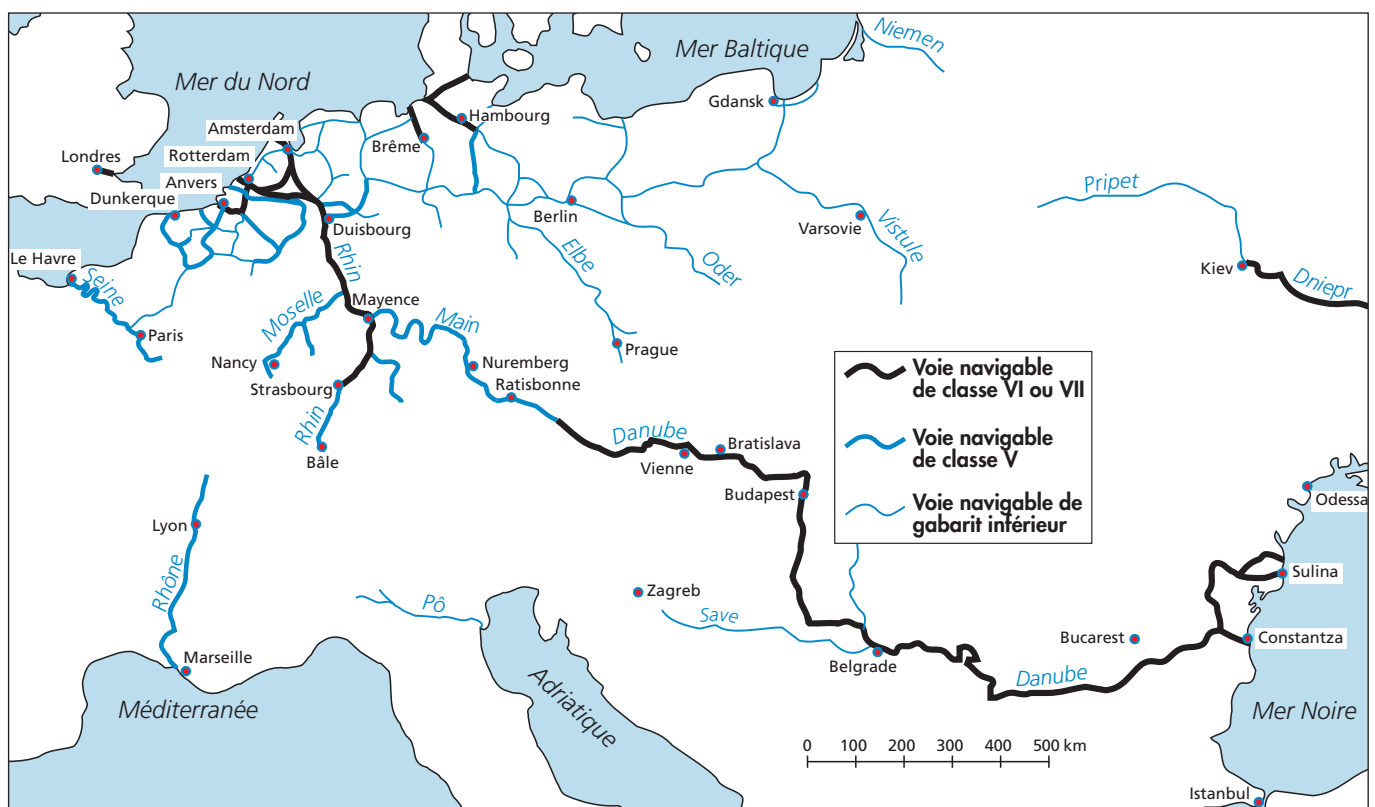 Niemen
Mer Baltique
Mer du Nord
Gdansk
Hambourg
Amsterdam
Brême
Londres
Rotterdam
Anvers
Pripet
Dunkerque
Berlin
Varsovie
Vistule
Duisbourg
Elbe
Oder
Rhin
Le Havre
Kiev
Dniepr
Seine
Moselle
Mayence
Main
Paris
Prague
Nancy
Nuremberg
Strasbourg
Ratisbonne
Voie navigable
de classe VI ou VII
Rhin
Danube
Bratislava
Voie navigable
de classe V
Bâle
Vienne
Budapest
Odessa
Voie navigable de
gabarit inférieur
Lyon
Rhône
Sulina
Zagreb
Pô
Save
Bucarest
Constantza
Marseille
Belgrade
Danube
Adriatique
Méditerranée
Mer Noire
0 100 200 300 400 500 km
Istanbul